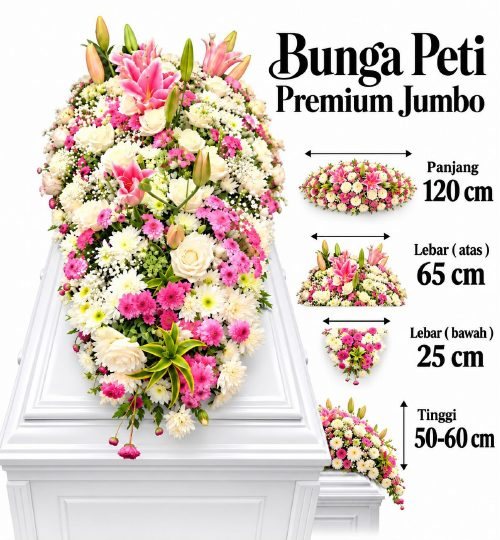 Bunga Peti
Premium Jumbo
Panjang
120 cm
Lebar ( atas )
65 cm
Lebar ( bawah )
25 cm
Tinggi
50-60 cm